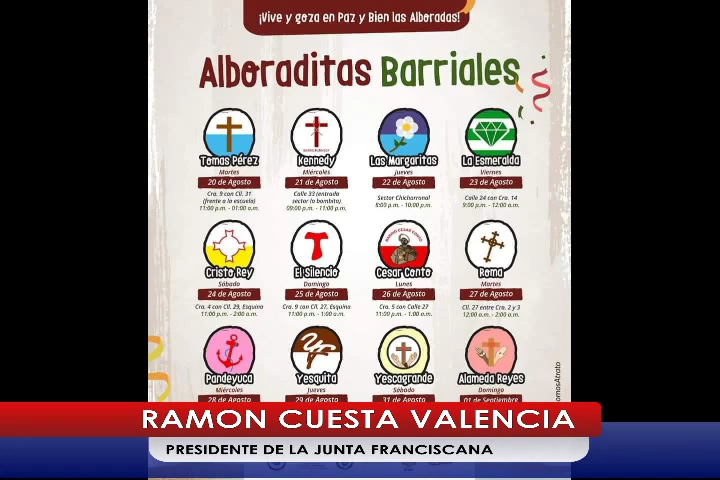 ¡Vive y goza en Paz y Bien las Alboradas!
Alboraditas Barriales
Tomas Pérez
Martes
20 de Agosto
Cra. 9 con Cll. 31
(frente a la escuela)
11:00 p.m. - 01:00 a.m.
Kennedy
Miércoles
21 de Agosto
Calle 33 (entrada
sector la bombita)
09:00 p.m. - 11:00 p.m.
Las Margaritas
Jueves
22 de Agosto
Sector Chicharronal
8:00 p.m. - 10:00 p.m.
La Esmeralda
Viernes
23 de Agosto
Calle 24 con Cra. 14
9:00 p.m. - 12:00 a.m.
Cristo Rey
Sábado
24 de Agosto
Cra. 4 con Cll. 29, Esquina
11:00 p.m. - 2:00 a.m.
El Silencio
Domingo
25 de Agosto
Cra. 9 con Cll. 27, Esquina
11:00 p.m. - 1:00 a.m.
Cesar Conto
Lunes
26 de Agosto
Cra. 5 con Calle 27
11:00 p.m. - 1:00 a.m.
Roma
Martes
27 de Agosto
Cll. 27 entre Cra. 2 y 3
12:00 a.m. - 2:00 a.m.
Pandeyuca
Miércoles
28 de Agosto
Yesquita
Jueves
29 de Agosto
Yescagrande
Sábado
31 de Agosto
Alameda Reyes
Domingo
01 de Septiembre
RAMON CUESTA VALENCIA
PRESIDENTE DE LA JUNTA FRANCISCANA